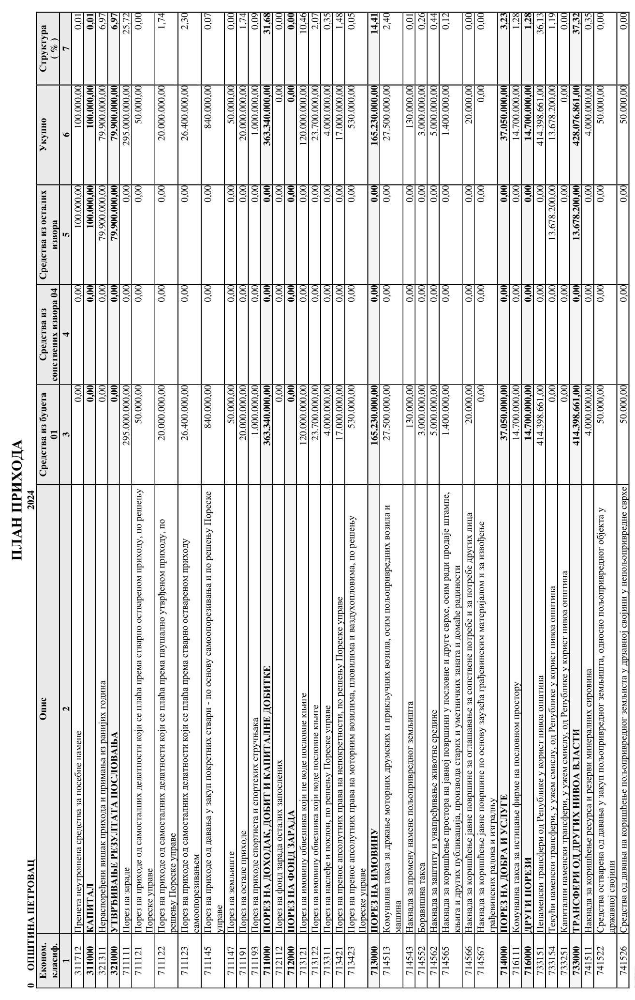 ПЛАН ПРИХОДА
0 ОПШТИНА ПЕТРОВАЦ 2024
Економ. класиф. Опис Средства из буџета 01 Средства из сопствених извора 04 Средства из осталих извора Укупно Структура ( % )
1 2 3 4 5 6 7
311712 Пренета неутрошена средства за посебне намене 0,00 0,00 100.000,00 100.000,00 0,01
311000 КАПИТАЛ 0,00 0,00 100.000,00 100.000,00 0,01
321311 Нераспоређени вишак прихода и примања из ранијих година 0,00 0,00 79.900.000,00 79.900.000,00 6,97
321000 УТВРЂИВАЊЕ РЕЗУЛТАТА ПОСЛОВАЊА 0,00 0,00 79.900.000,00 79.900.000,00 6,97
711111 Порез на зараде 295.000.000,00 0,00 0,00 295.000.000,00 25,72
711121 Порез на приходе од самосталних делатности који се плаћа према стварно оствареном приходу, по решењу 50.000,00 0,00 0,00 50.000,00 0,00
Пореске управе
711122 Порез на приходе од самосталних делатности који се плаћа према паушално утврђеном приходу, по 20.000.000,00 0,00 0,00 20.000.000,00 1,74
решењу Пореске управе
711123 Порез на приходе од самосталних делатности који се плаћа према стварно оствареном приходу 26.400.000,00 0,00 0,00 26.400.000,00 2,30
самоопорезивањем
711145 Порез на приходе од давања у закуп покретних ствари - по основу самоопорезивања и по решењу Пореске 840.000,00 0,00 0,00 840.000,00 0,07
управе
711147 Порез на земљиште 50.000,00 0,00 0,00 50.000,00 0,00
711191 Порез на остале приходе 20.000.000,00 0,00 0,00 20.000.000,00 1,74
711193 Порез на приходе спортиста и спортских стручњака 1.000.000,00 0,00 0,00 1.000.000,00 0,09
711000 ПОРЕЗ НА ДОХОДАК, ДОБИТ И КАПИТАЛНЕ ДОБИТКЕ 363.340.000,00 0,00 0,00 363.340.000,00 31,68
712112 Порез на фонд зарада осталих запослених 0,00 0,00 0,00 0,00 0,00
712000 ПОРЕЗ НА ФОНД ЗАРАДА 0,00 0,00 0,00 0,00 0,00
713121 Порез на имовину обвезника који не воде пословне књиге 120.000.000,00 0,00 0,00 120.000.000,00 10,46
713122 Порез на имовину обвезника који воде пословне књиге 23.700.000,00 0,00 0,00 23.700.000,00 2,07
713311 Порез на наслеђе и поклон, по решењу Пореске управе 4.000.000,00 0,00 0,00 4.000.000,00 0,35
713421 Порез на пренос апсолутних права на непокретности, по решењу Пореске управе 17.000.000,00 0,00 0,00 17.000.000,00 1,48
713423 Порез на пренос апсолутних права на моторним возилима, пловилима и ваздухопловима, по решењу 530.000,00 0,00 0,00 530.000,00 0,05
Пореске управе
713000 ПОРЕЗ НА ИМОВИНУ 165.230.000,00 0,00 0,00 165.230.000,00 14,41
714513 Комунална такса за држање моторних друмских и прикључних возила, осим пољопривредних возила и 27.500.000,00 0,00 0,00 27.500.000,00 2,40
машина
714543 Накнада за промену намене пољопривредног земљишта 130.000,00 0,00 0,00 130.000,00 0,01
714552 Боравишна такса 3.000.000,00 0,00 0,00 3.000.000,00 0,26
714562 Накнада за заштиту и унапређивање животне средине 5.000.000,00 0,00 0,00 5.000.000,00 0,44
714565 Накнада за коришћење простора на јавној површини у пословне и друге сврхе, осим ради продаје штампе, 1.400.000,00 0,00 0,00 1.400.000,00 0,12
књига и других публикација, производа старих и уметничких заната и домаће радиности
714566 Накнада за коришћење јавне површине за оглашавање за сопствене потребе и за потребе других лица 20.000,00 0,00 0,00 20.000,00 0,00
714567 Накнада за коришћење јавне површине по основу заузећа грађевинским материјалом и за извођење 0,00 0,00 0,00 0,00 0,00
грађевинских радова и изградњу
714000 ПОРЕЗ НА ДОБРА И УСЛУГЕ 37.050.000,00 0,00 0,00 37.050.000,00 3,23
716111 Комунална такса за истицање фирме на пословном простору 14.700.000,00 0,00 0,00 14.700.000,00 1,28
716000 ДРУГИ ПОРЕЗИ 14.700.000,00 0,00 0,00 14.700.000,00 1,28
733151 Ненаменски трансфери од Републике у корист нивоа општина 414.398.661,00 0,00 0,00 414.398.661,00 36,13
733154 Текући наменски трансфери, у ужем смислу, од Републике у корист нивоа општина 0,00 0,00 13.678.200,00 13.678.200,00 1,19
733251 Капитални наменски трансфери, у ужем смислу, од Републике у корист нивоа општина 0,00 0,00 0,00 0,00 0,00
733000 ТРАНСФЕРИ ОД ДРУГИХ НИВОА ВЛАСТИ 414.398.661,00 0,00 13.678.200,00 428.076.861,00 37,32
741511 Накнада за коришћење ресурса и резерви минералних сировина 4.000.000,00 0,00 0,00 4.000.000,00 0,35
741522 Средства остварена од давања у закуп пољопривредног земљишта, односно пољопривредног објекта у 50.000,00 0,00 0,00 50.000,00 0,00
државној својини
741526 Средства од давања на коришћење пољопривредног земљиста у дрзавној својини у непољопривредне сврхе 50.000,00 0,00 0,00 50.000,00 0,00